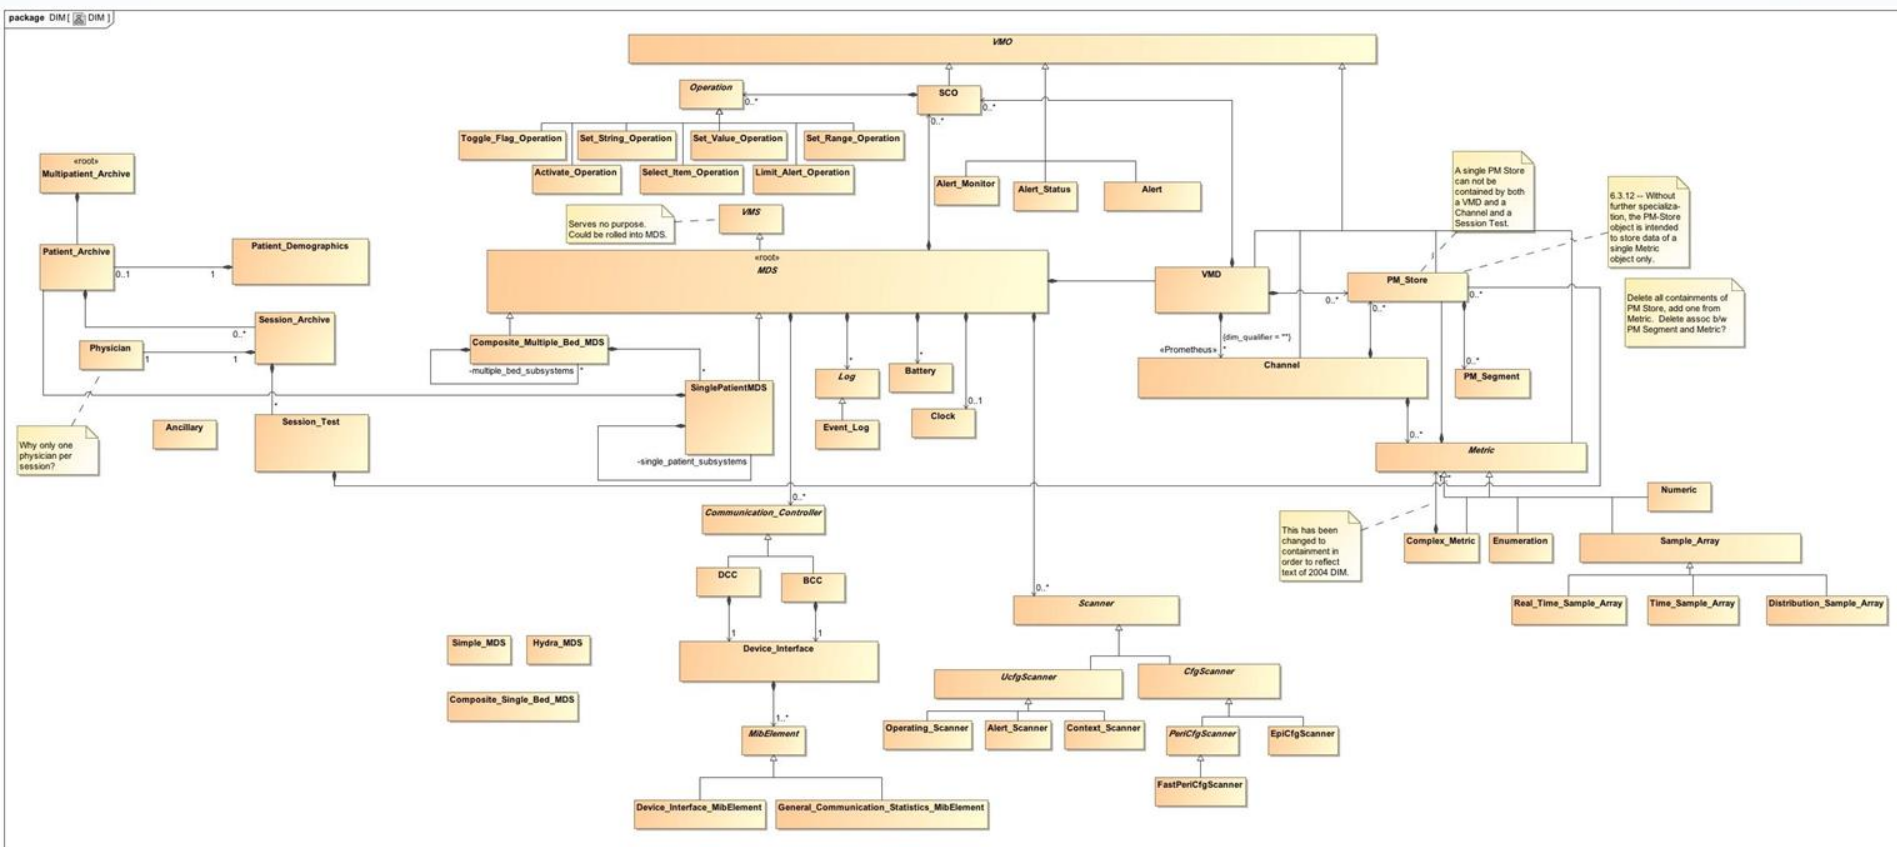 package DIM [ DIM ]
VMO
Operation
0..*
SCO
0..*
0..*
Toggle_Flag_Operation
Set_String_Operation
Set_Value_Operation
Set_Range_Operation
Activate_Operation
Select_Item_Operation
Limit_Alert_Operation
Alert_Monitor
Alert_Status
Alert
«root»
Multipatient_Archive
A single PM Store
can not be
contained by both
a VMD and a
Channel and a
Session Test.
6.3.12 -- Without
further specializa-
tion, the PM-Store
object is intended
to store data of a
single Metric
object only.
Serves no purpose.
Could be rolled into MDS.
VMS
Patient_Archive
0..1
1
Patient_Demographics
«root»
MDS
VMD
0..*
PM_Store
0..*
0..*
Delete all containments of
PM Store, add one from
Metric. Delete assoc b/w
PM Segment and Metric?
0..*
Session_Archive
Physician
1
1
Composite_Multiple_Bed_MDS
-multiple_bed_subsystems
*
*
{dim_qualifier = ""}
«Prometheus»
*
Channel
0..*
PM_Segment
SinglePatientMDS
-single_patient_subsystems
*
Log
Event_Log
*
Battery
0..1
Clock
Why only one
physician per
session?
Ancillary
*
Session_Test
0..*
Metric
Numeric
0..*
Communication_Controller
This has been
changed to
containment in
order to reflect
text of 2004 DIM.
Complex_Metric
Enumeration
Sample_Array
DCC
BCC
Real_Time_Sample_Array
Time_Sample_Array
Distribution_Sample_Array
0..*
Scanner
1
1
Device_Interface
Simple_MDS
Hydra_MDS
Composite_Single_Bed_MDS
UcfgScanner
CfgScanner
1..*
MibElement
Operating_Scanner
Alert_Scanner
Context_Scanner
PeriCfgScanner
EpiCfgScanner
FastPeriCfgScanner
Device_Interface_MibElement
General_Communication_Statistics_MibElement